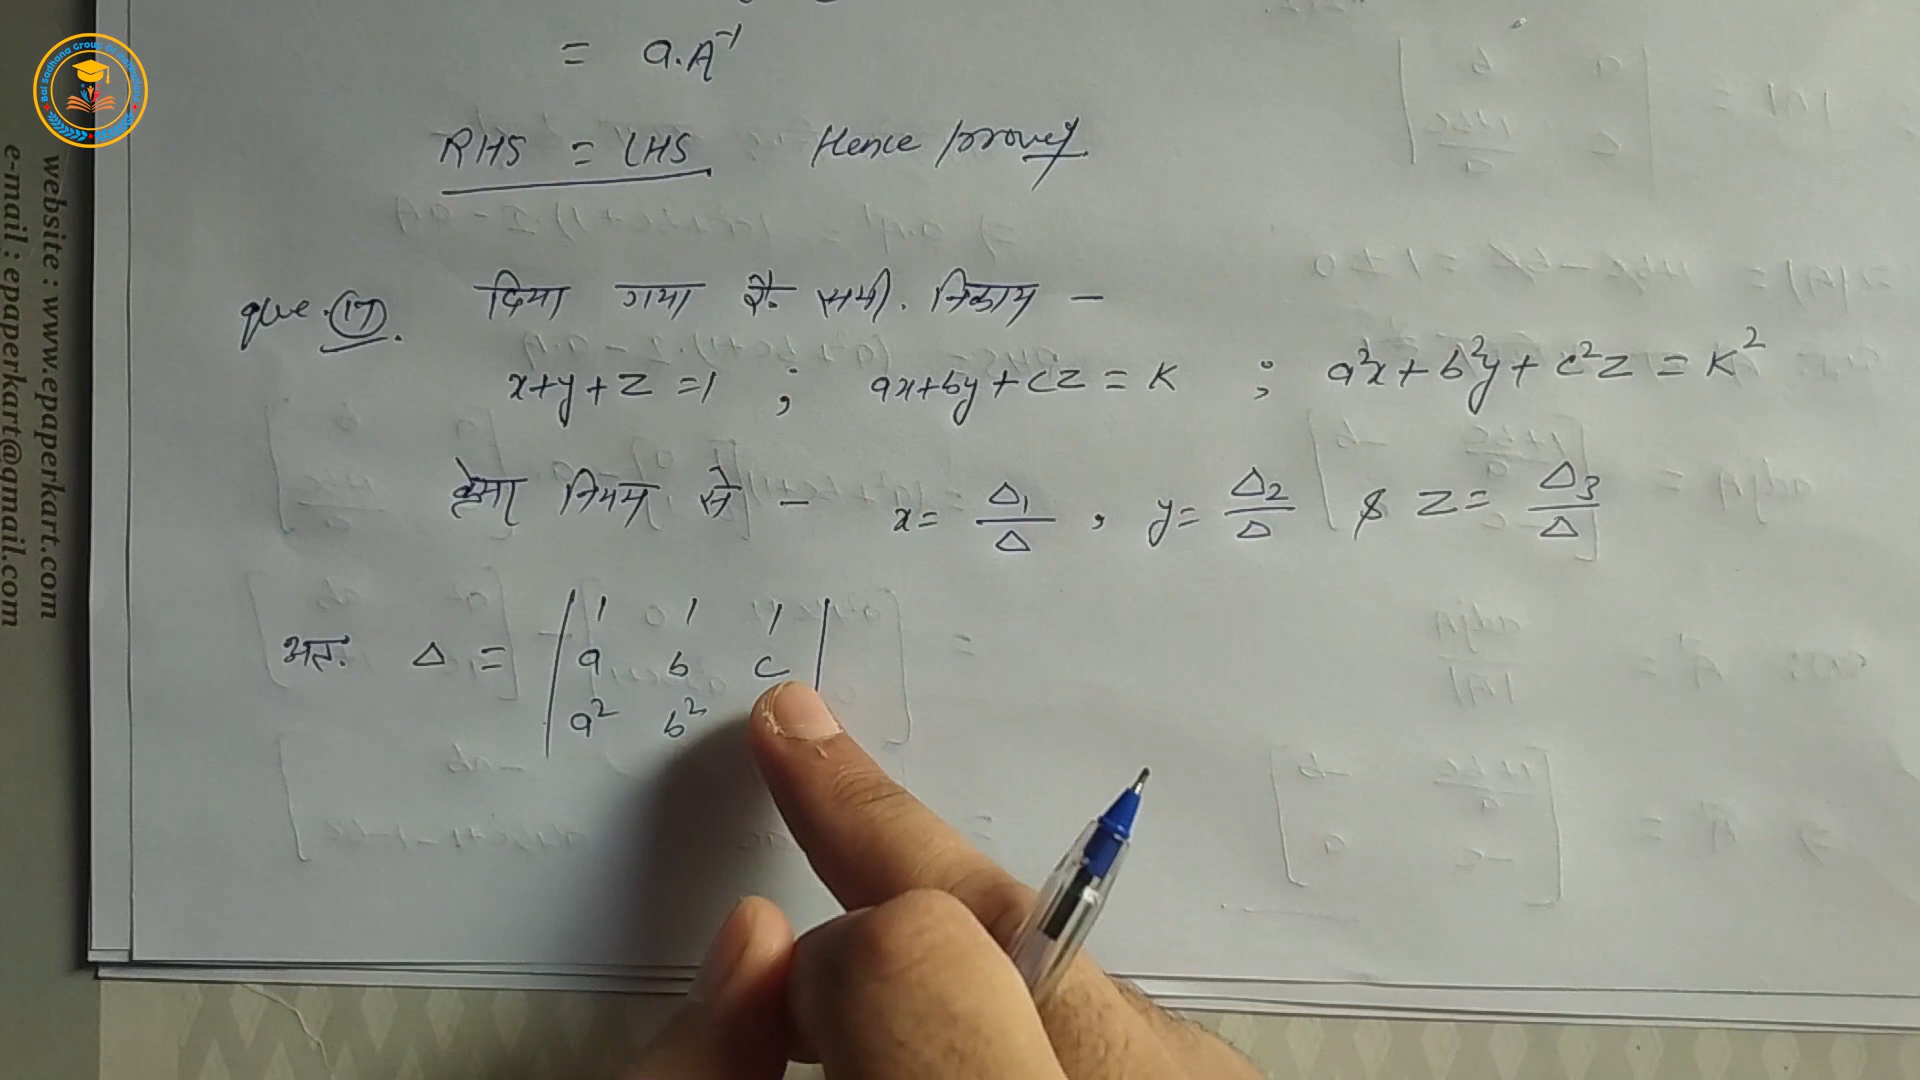 = a.A⁻¹
RHS = LHS Hence proved
que. 17. दिया गया है- समी. निकाय –
x+y+z=1 ; ax+by+cz=K ; a²x+b²y+c²z=K²
क्रेमर नियम से – x= Δ₁/Δ , y= Δ₂/Δ & z= Δ₃/Δ
अतः Δ = | 1 1 1 |
a b c
a² b²
website : www.epaperkart.com
e-mail : epaperkart@gmail.com